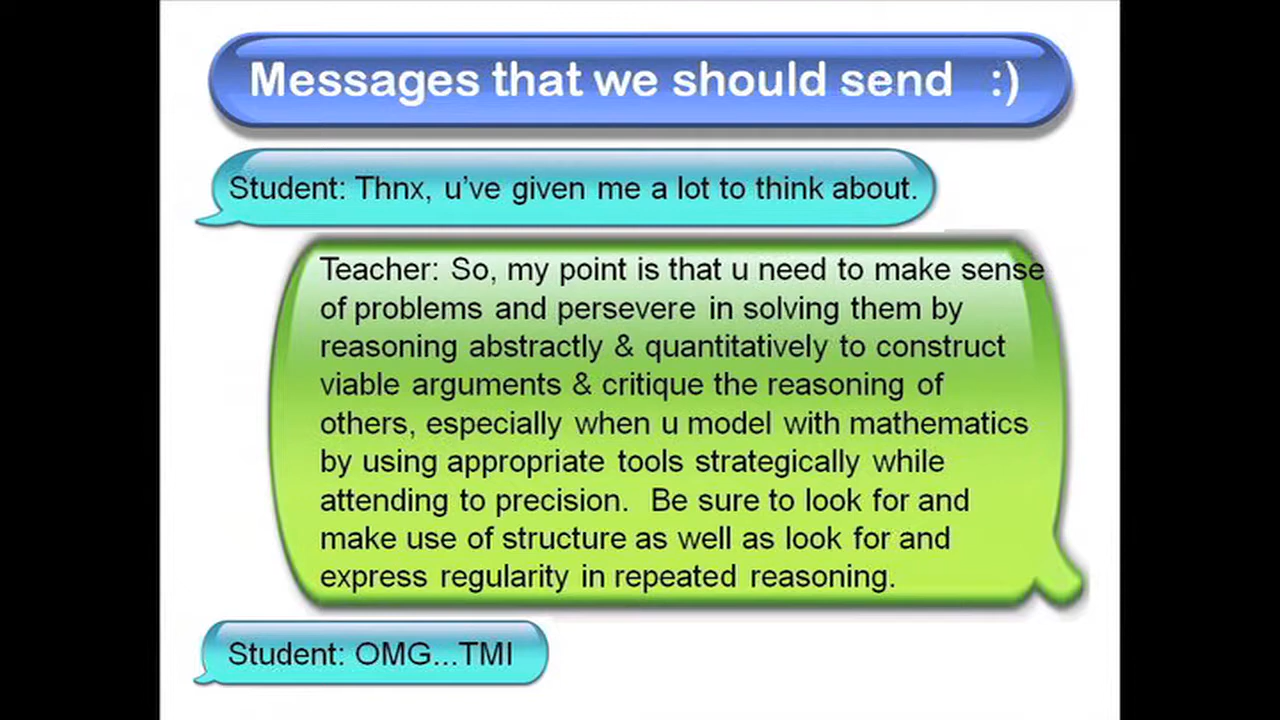 Messages that we should send :)
Student: Thnx, u’ve given me a lot to think about.
Teacher: So, my point is that u need to make sense
of problems and persevere in solving them by
reasoning abstractly & quantitatively to construct
viable arguments & critique the reasoning of
others, especially when u model with mathematics
by using appropriate tools strategically while
attending to precision. Be sure to look for and
make use of structure as well as look for and
express regularity in repeated reasoning.
Student: OMG...TMI